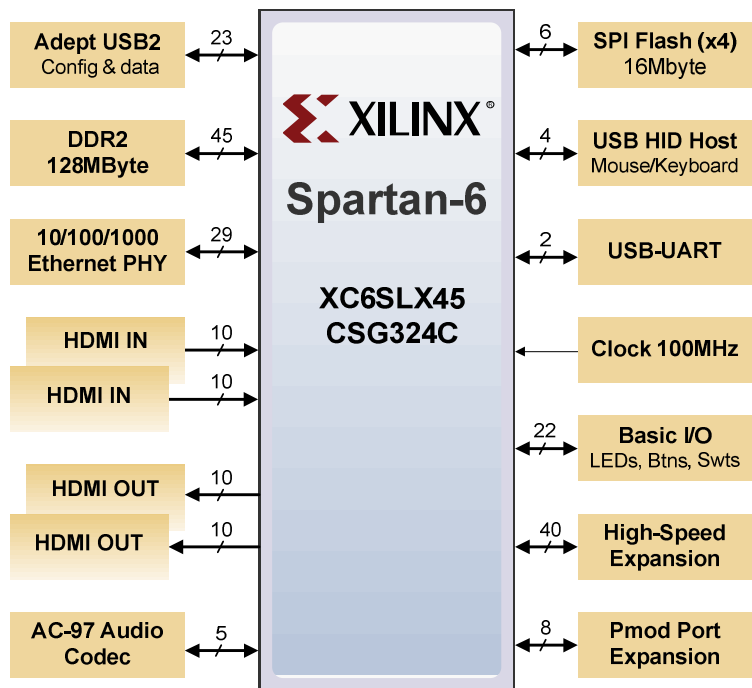 Adept USB2
Config & data
23
DDR2
128MByte
45
10/100/1000
Ethernet PHY
29
HDMI IN
10
HDMI IN
10
HDMI OUT
10
HDMI OUT
10
AC-97 Audio
Codec
5
XILINX®
Spartan-6
XC6SLX45
CSG324C
6
SPI Flash (x4)
16Mbyte
4
USB HID Host
Mouse/Keyboard
2
USB-UART
Clock 100MHz
22
Basic I/O
LEDs, Btns, Swts
40
High-Speed
Expansion
8
Pmod Port
Expansion